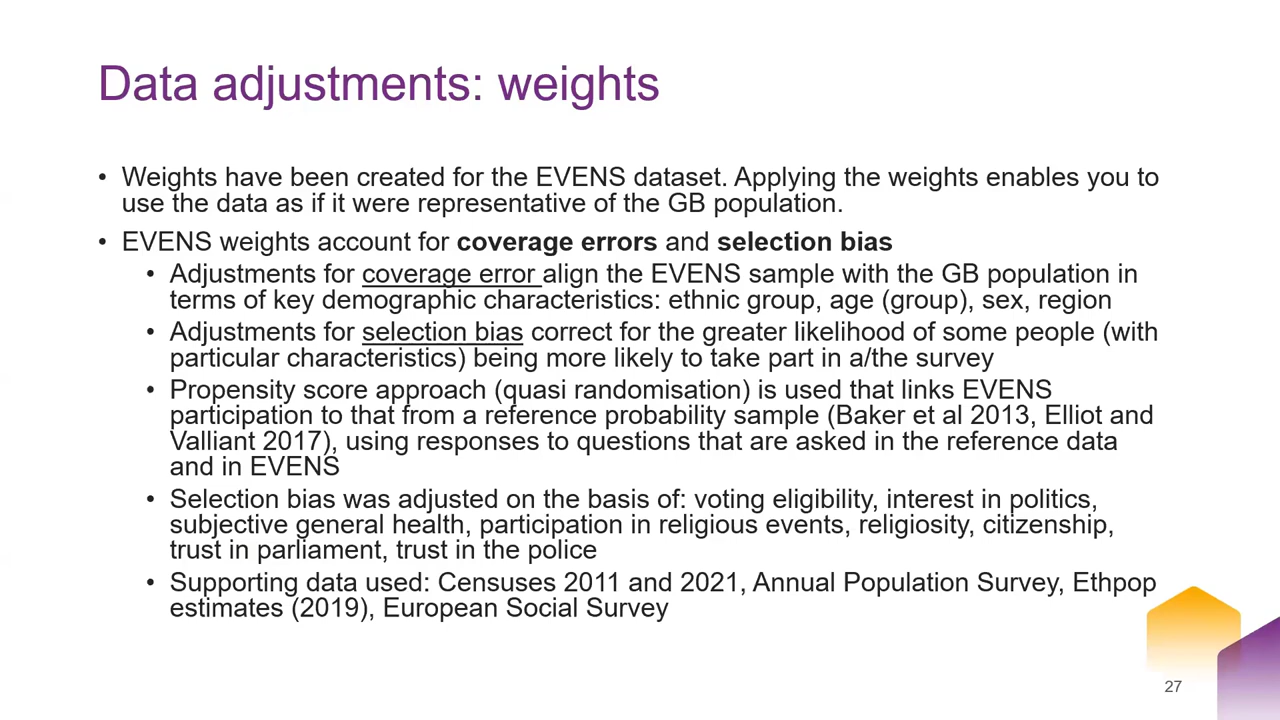 Data adjustments: weights
• Weights have been created for the EVENS dataset. Applying the weights enables you to
use the data as if it were representative of the GB population.
• EVENS weights account for coverage errors and selection bias
• Adjustments for coverage error align the EVENS sample with the GB population in
terms of key demographic characteristics: ethnic group, age (group), sex, region
• Adjustments for selection bias correct for the greater likelihood of some people (with
particular characteristics) being more likely to take part in a/the survey
• Propensity score approach (quasi randomisation) is used that links EVENS
participation to that from a reference probability sample (Baker et al 2013, Elliot and
Valliant 2017), using responses to questions that are asked in the reference data
and in EVENS
• Selection bias was adjusted on the basis of: voting eligibility, interest in politics,
subjective general health, participation in religious events, religiosity, citizenship,
trust in parliament, trust in the police
• Supporting data used: Censuses 2011 and 2021, Annual Population Survey, Ethpop
estimates (2019), European Social Survey
27